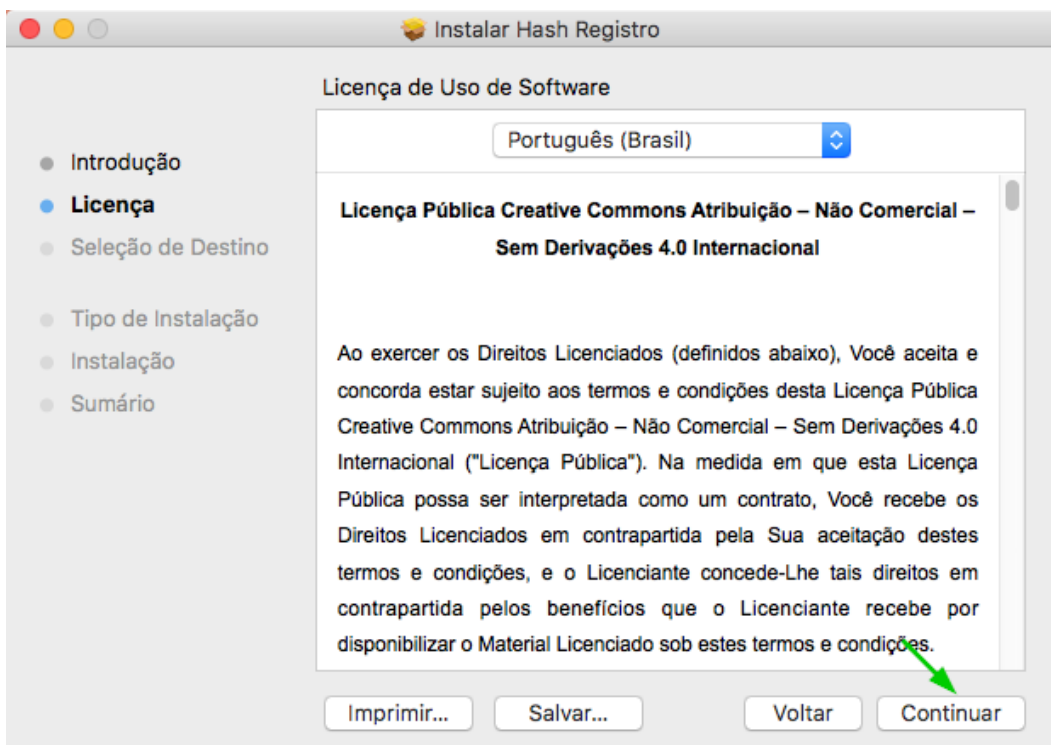 Instalar Hash Registro
Licença de Uso de Software
Introdução
Licença
Seleção de Destino
Tipo de Instalação
Instalação
Sumário
Português (Brasil)
Licença Pública Creative Commons Atribuição – Não Comercial –
Sem Derivações 4.0 Internacional
Ao exercer os Direitos Licenciados (definidos abaixo), Você aceita e
concorda estar sujeito aos termos e condições desta Licença Pública
Creative Commons Atribuição – Não Comercial – Sem Derivações 4.0
Internacional ("Licença Pública"). Na medida em que esta Licença
Pública possa ser interpretada como um contrato, Você recebe os
Direitos Licenciados em contrapartida pela Sua aceitação destes
termos e condições, e o Licenciante concede-Lhe tais direitos em
contrapartida pelos benefícios que o Licenciante recebe por
disponibilizar o Material Licenciado sob estes termos e condições.
Imprimir...
Salvar...
Voltar
Continuar